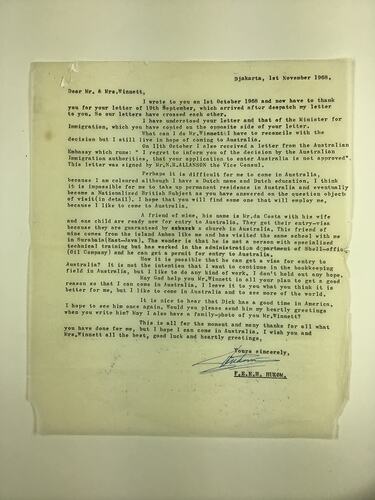 Djakarta, 1st November 1968.
Dear Mr. & Mrs.Winnett,
I wrote to you on 1st October 1968 and now have to thank
you for your letter of 19th September, which arrived after despatch my letter
to you. So our letters have crossed each other.
I have understood your letter and that of the Minister for
Immigration, which you have copied on the opposite side of your letter.
What can I do Mr.Winnett?I have to reconcile with the
decision but I still live in hope of coming to Australia.
On 11th October I also received a letter from the Australian
Embassy which runs: " I regret to inform you of the decision by the Australian
Immigration authorities, that your application to enter Australia is not approved".
This letter was signed by Mr.N.B.ALLANSON the Vice Consul.
Perhaps it is difficult for me to come in Australia,
because I am coloured although I have a Dutch name and Dutch education. I think
it is impossible for me to take up permanent residence in Australia and eventually
become a Nationalized British Subject as you have answered on the question objects
of visit(in detail). I hope that you will find some one that will employ me,
because I like to come to Australia.
A friend of mine, his name is Mr.da Costa with his wife
and one child are ready now for entry to Australia. They get their entry-visa
because they are guaranteed by a church in Australia. This friend of
mine comes from the island Ambon like me and has visited the same school with me
in Surabaia(East-Java). The wonder is that he is not a person with specialized
technical training but has worked in the administration department of Shell-office
(Oil Company) and he can get a permit for entry to Australia.
Now it is possible that he can get a visa for entry to
Australia? It is not the intention that I want to continue in the bookkeeping
field in Australia, but I like to do any kind of work. I don't hold out any hope.
May God help you Mr.Winnett in all your plan to get a good
reason so that I can come in Australia. I leave it to you what you think it is
better for me, but I like to come in Australia and to see more of the world.
It is nice to hear that Dick has a good time in America.
I hope to see him once again. Would you please send him my heartly greetings
when you write him? May I also have a family-photo of you Mr.Winnett?
This is all for the moment and many thanks for all what
you have done for me, but I hope I can come in Australia. I wish you and
Mrs.Winnett all the best, good luck and heartly greetings,
Yours sincerely,
F.E.E.H. HUKOM.